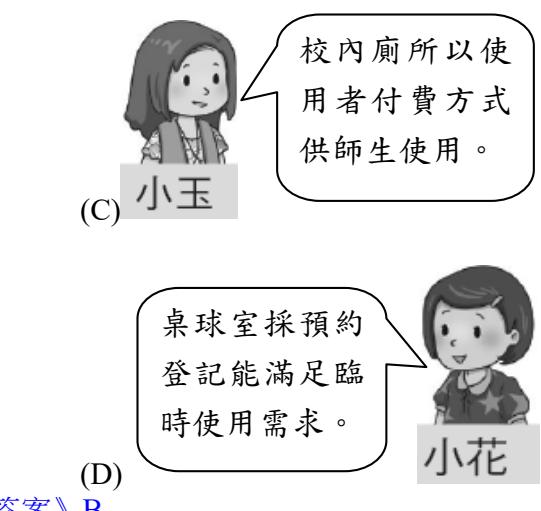 校內廁所以使
用者付費方式
供師生使用。
(C) 小玉
桌球室採預約
登記能滿足臨
時使用需求。
(D) 小花
答案》B